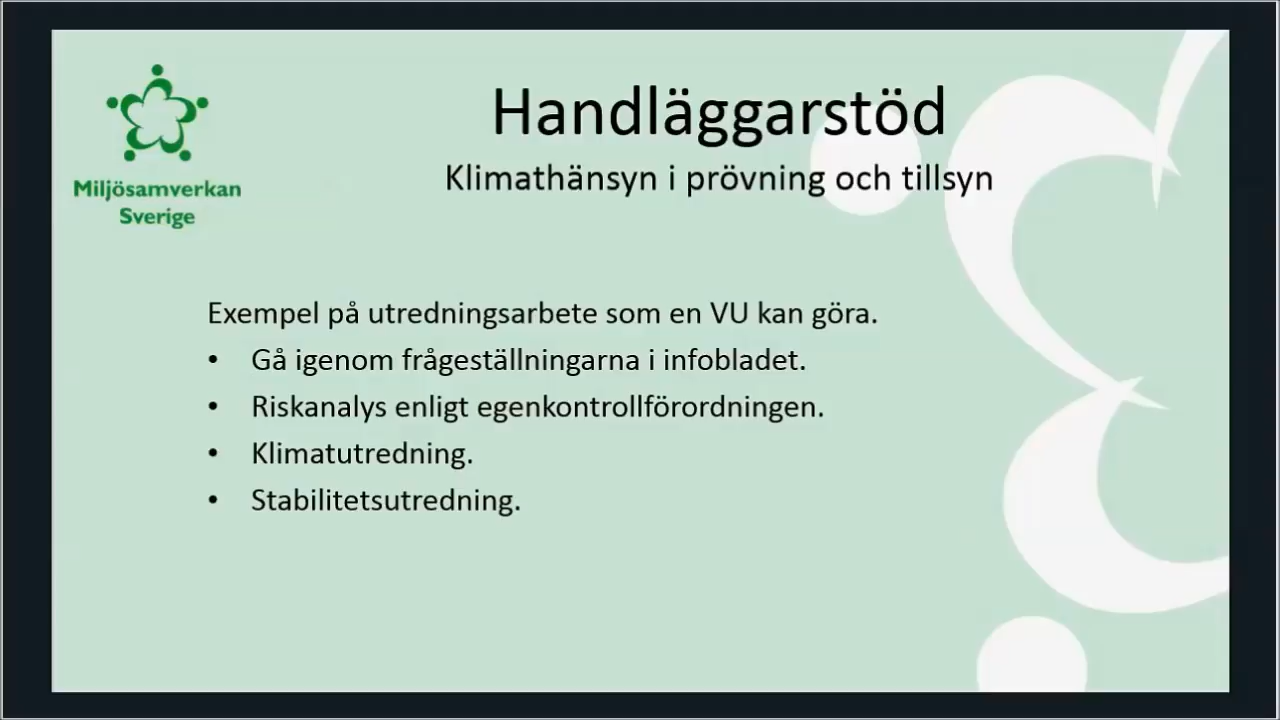 Miljösamverkan
Sverige
Handläggarstöd
Klimathänsyn i prövning och tillsyn
Exempel på utredningsarbete som en VU kan göra.
• Gå igenom frågeställningarna i infobladet.
• Riskanalys enligt egenkontrollförordningen.
• Klimatutredning.
• Stabilitetsutredning.